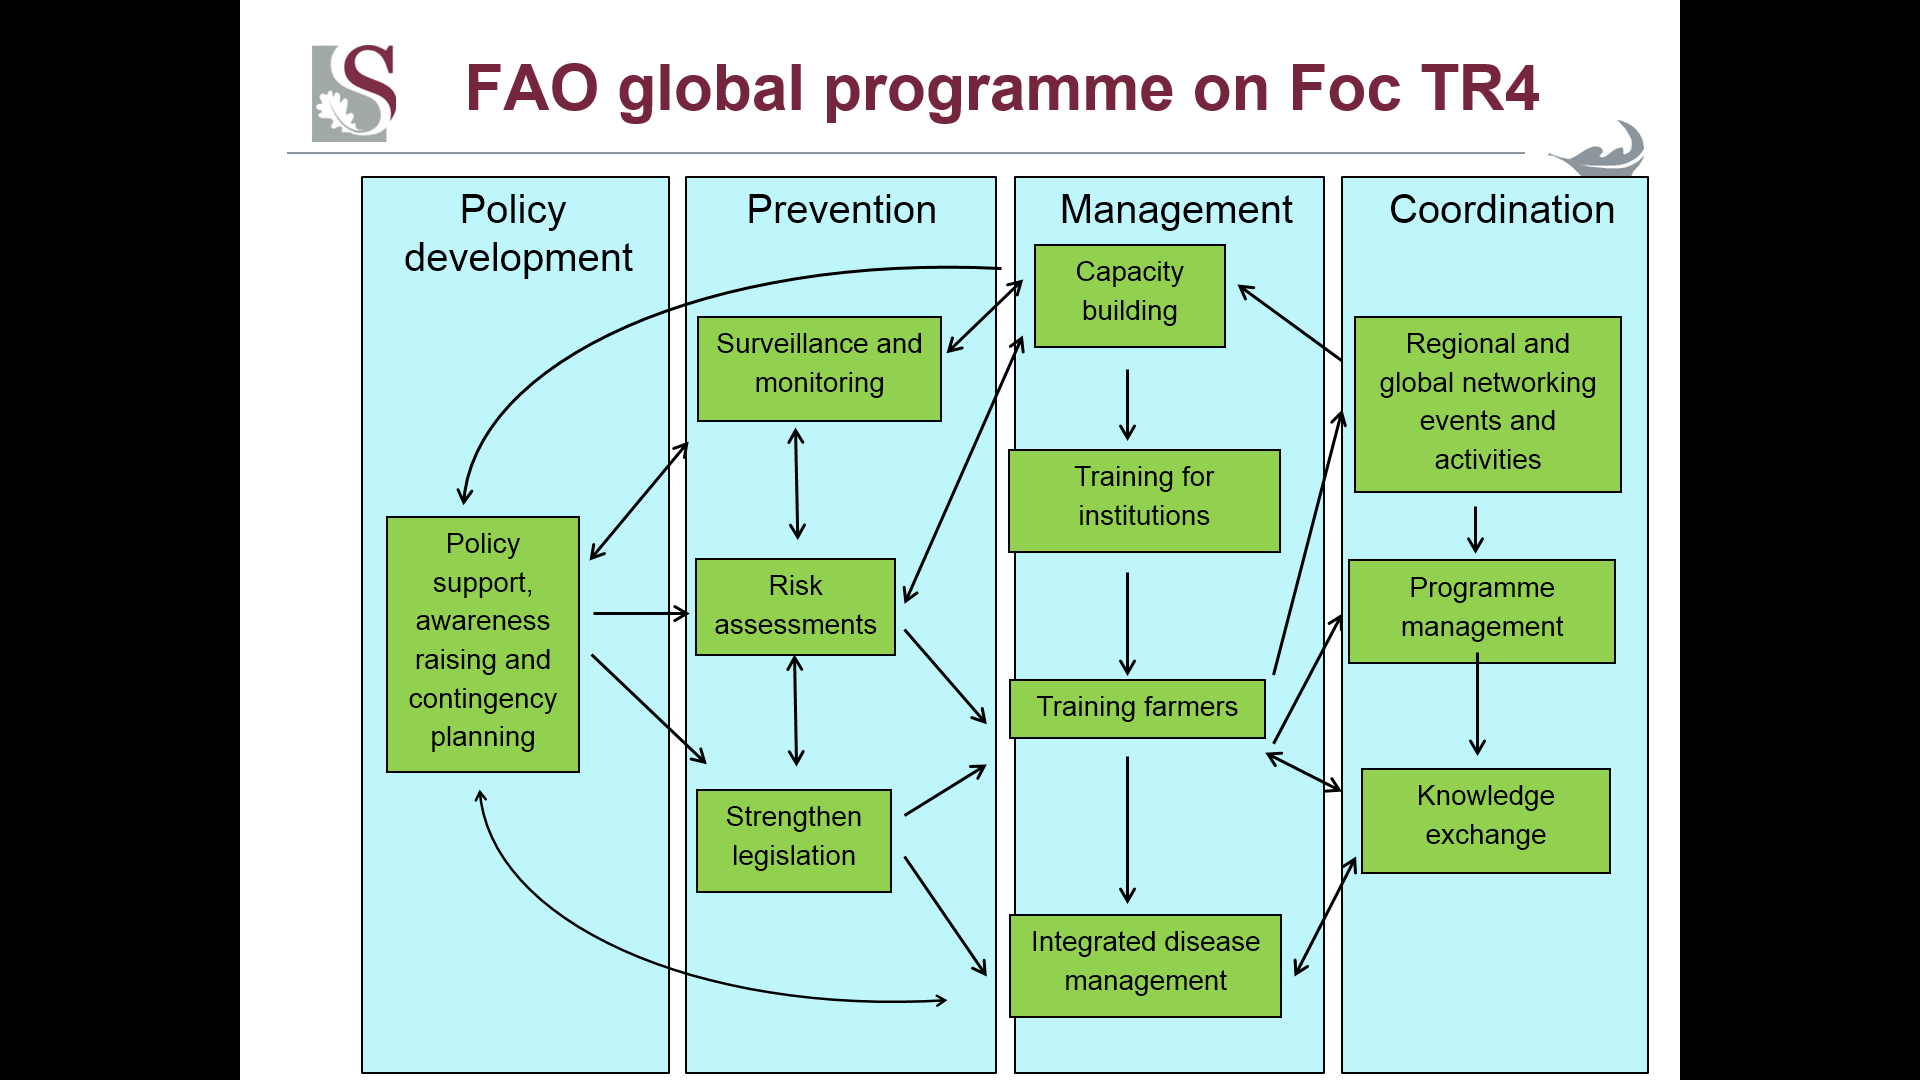 FAO global programme on Foc TR4
Policy
development
Policy
support,
awareness
raising and
contingency
planning
Prevention
Surveillance and
monitoring
Risk
assessments
Strengthen
legislation
Management
Capacity
building
Training for
institutions
Training farmers
Integrated disease
management
Coordination
Regional and
global networking
events and
activities
Programme
management
Knowledge
exchange